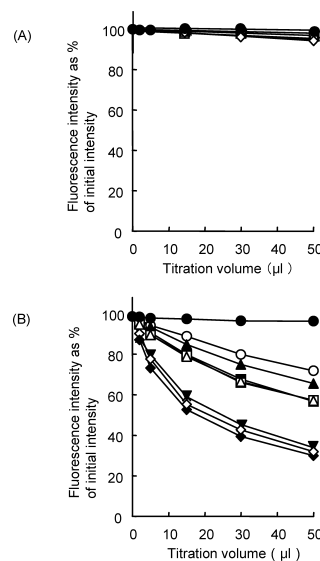 (A)
Fluorescence intensity as %
of initial intensity
100
80
60
40
20
0
0 10 20 30 40 50
Titration volume (µl )
(B)
Fluorescence intensity as %
of initial intensity
100
80
60
40
20
0
0 10 20 30 40 50
Titration volume ( µl )